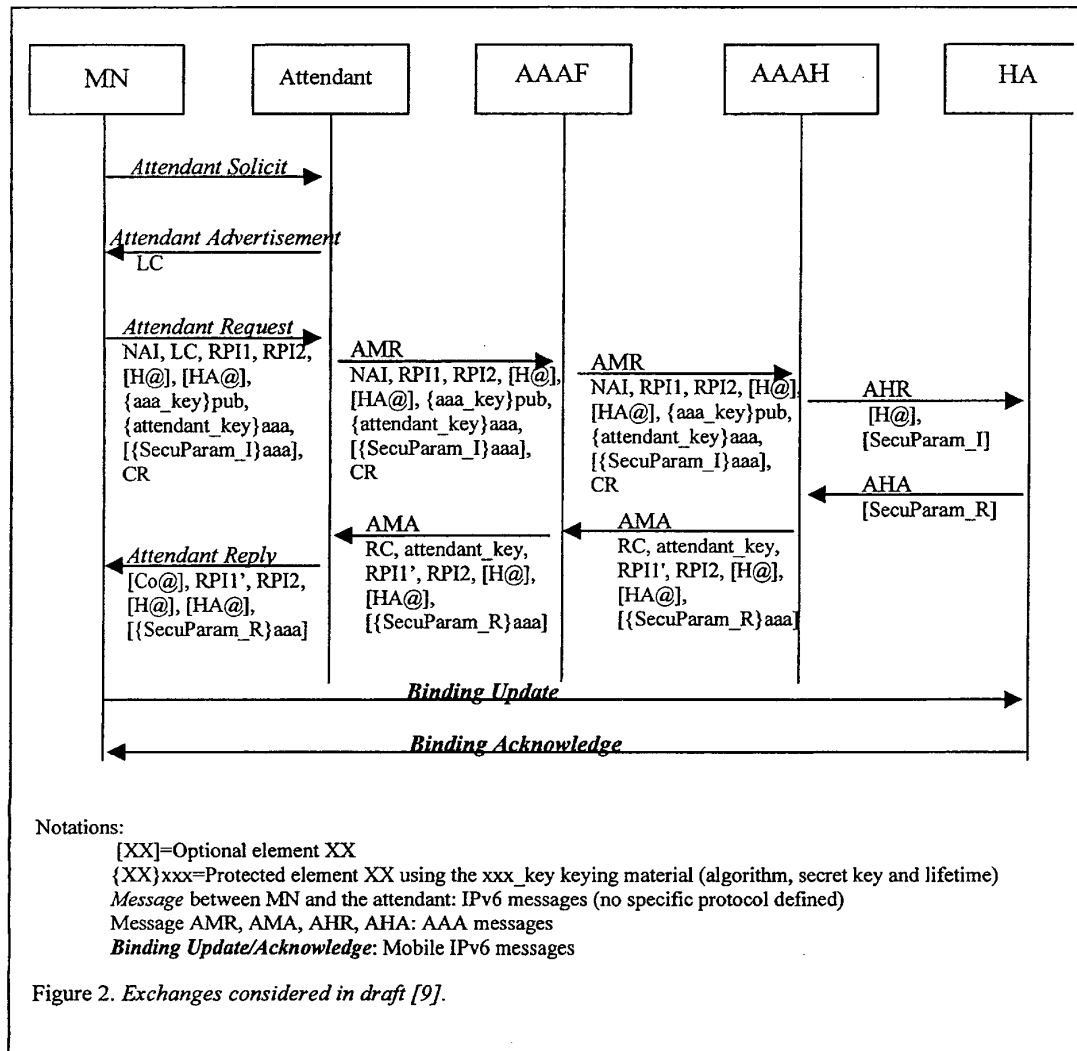 MN
Attendant
AAAF
AAAH
HA
Attendant Solicit
Attendant Advertisement
LC
Attendant Request
NAI, LC, RPI1, RPI2,
[H@], [HA@],
{aaa_key}pub,
{attendant_key}aaa,
[{SecuParam_I}aaa],
CR
AMR
NAI, RPI1, RPI2, [H@],
[HA@], {aaa_key}pub,
{attendant_key}aaa,
[{SecuParam_I}aaa],
CR
AMR
NAI, RPI1, RPI2, [H@],
[HA@], {aaa_key}pub,
{attendant_key}aaa,
[{SecuParam_I}aaa],
CR
AHR
[H@],
[SecuParam_I]
AHA
[SecuParam_R]
AMA
RC, attendant_key,
RPI1', RPI2, [H@],
[HA@],
[{SecuParam_R}aaa]
AMA
RC, attendant_key,
RPI1’, RPI2, [H@],
[HA@],
[{SecuParam_R}aaa]
Attendant Reply
[Co@], RPI1’, RPI2,
[H@], [HA@],
[{SecuParam_R}aaa]
Binding Update
Binding Acknowledge
Notations:
[XX]=Optional element XX
{XX}xxx=Protected element XX using the xxx_key keying material (algorithm, secret key and lifetime)
Message between MN and the attendant: IPv6 messages (no specific protocol defined)
Message AMR, AMA, AHR, AHA: AAA messages
Binding Update/Acknowledge: Mobile IPv6 messages
Figure 2. Exchanges considered in draft [9].